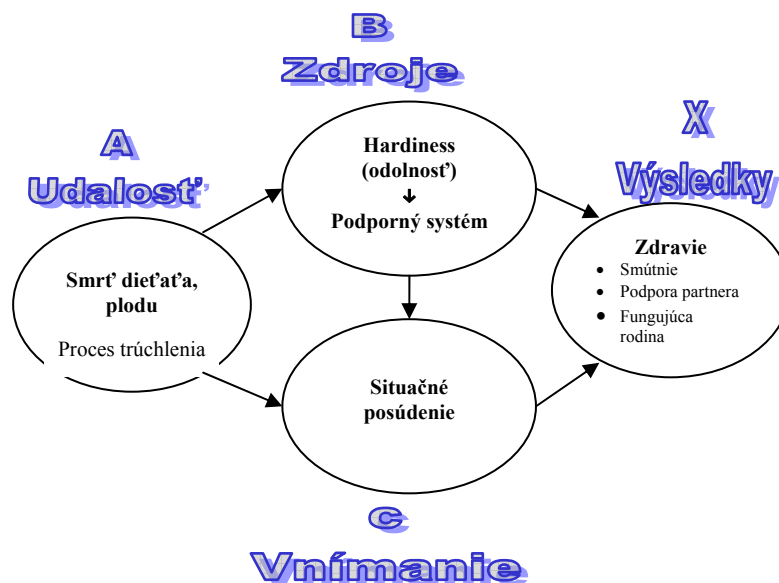 A
Udalosť
Smrť dieťaťa,
plodu
Proces trúchlenia
B
Zdroje
Hardiness
(odolnosť)
Podporný systém
Situačné
posúdenie
C
Vnímanie
X
Výsledky
Zdravie
• Smútnie
• Podpora partnera
• Fungujúca
rodina